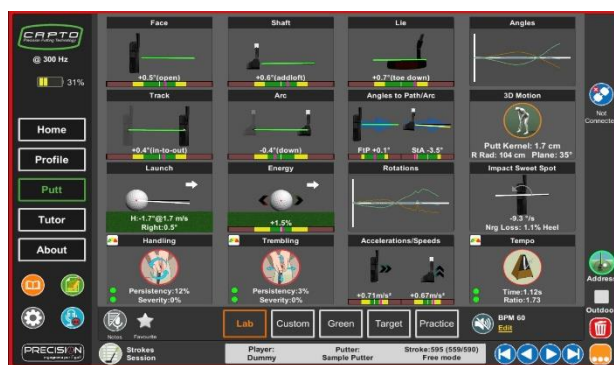 CAPTO
Precision Putting Technology
@ 300 Hz
31%
Home
Profile
Putt
Tutor
About
PRECISION
Face
+0.5°(open)
Shaft
+0.6°(addloft)
Lie
+0.7°(toe down)
Angles
Track
+0.4°(in-to-out)
Arc
-0.4°(down)
Angles to Path/Arc
FtP +0.1°
StA -3.5°
3D Motion
Putt Kernel: 1.7 cm
R Rad: 104 cm Plane: 35°
Launch
H:-1.7°@1.7 m/s
Right:0.5°
Energy
+1.5%
Rotations
Impact Sweet Spot
-9.3 °/s
Nrg Loss: 1.1% Heel
Handling
Persistency:12%
Severity:0%
Trembling
Persistency:3%
Severity:0%
Accelerations/Speeds
+0.71m/s²
+0.67m/s²
Tempo
Time:1.12s
Ratio:1.73
Notes
Favourite
Lab
Custom
Green
Target
Practice
BPM 60
Edit
Strokes
Session
Player:
Dummy
Putter:
Sample Putter
Stroke:595 (559/590)
Free mode
Not
Connecte
Address
Outdoo